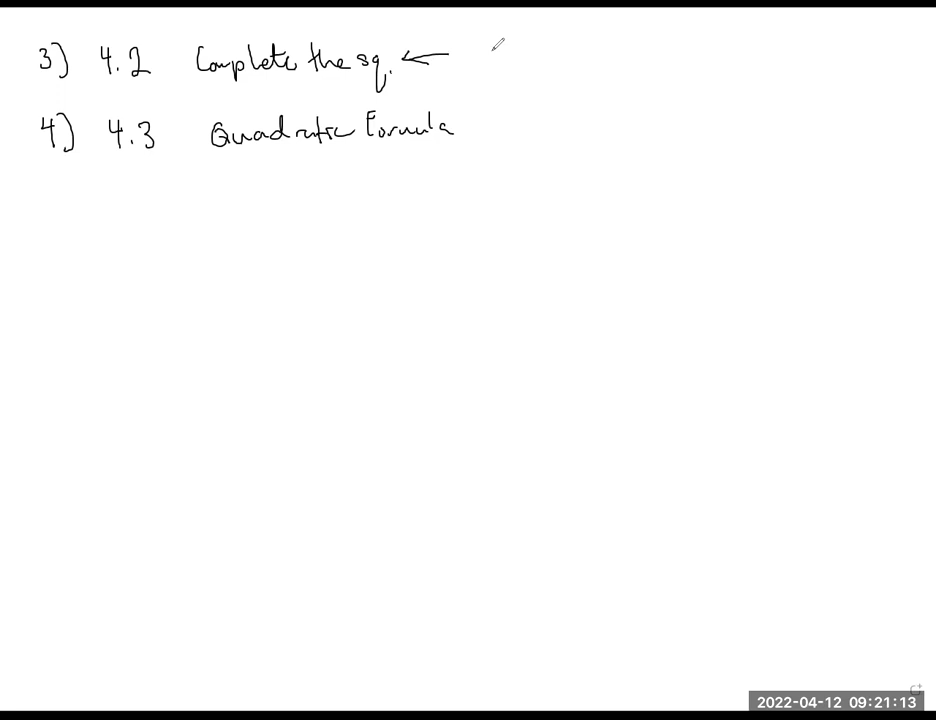 3) 4.2 Complete the sq. ←
4) 4.3 Quadratic Formula
2022-04-12 09:21:13